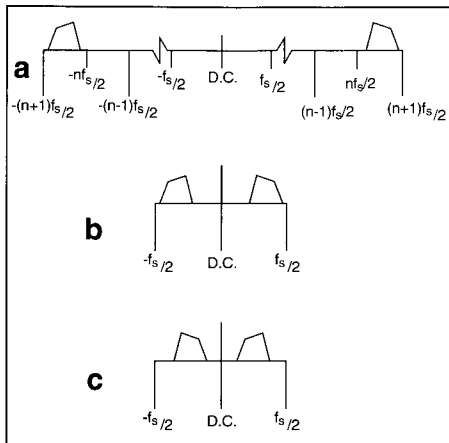 a
-nfs/2
-fs/2
D.C.
fs/2
nfs/2
-(n+1)fs/2
-(n-1)fs/2
(n-1)fs/2
(n+1)fs/2
b
-fs/2
D.C.
fs/2
c
-fs/2
D.C.
fs/2